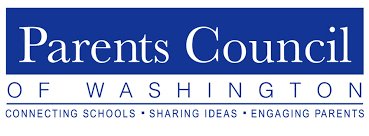 Parents Council
OF WASHINGTON
CONNECTING SCHOOLS • SHARING IDEAS • ENGAGING PARENTS